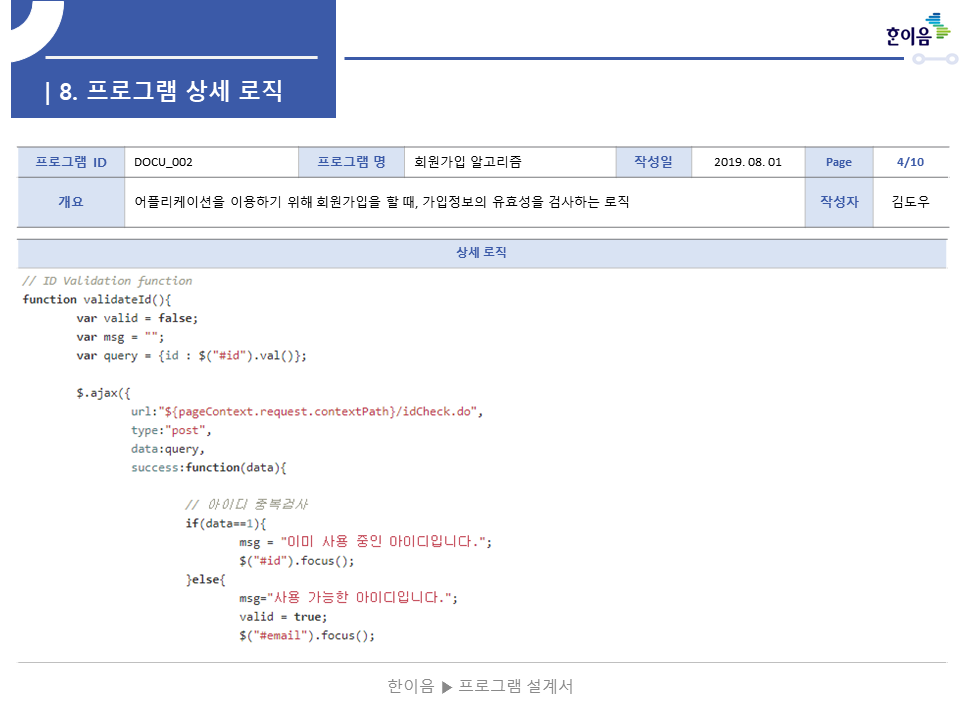 | 8. 프로그램 상세 로직
한이음
프로그램 ID DOCU_002 프로그램 명 회원가입 알고리즘 작성일 2019. 08. 01 Page 4/10
개요 어플리케이션을 이용하기 위해 회원가입을 할 때, 가입정보의 유효성을 검사하는 로직 작성자 김도우
상세 로직
// ID Validation function
function validateId(){
var valid = false;
var msg = "";
var query = {id : $("#id").val()};
$.ajax({
url:"${pageContext.request.contextPath}/idCheck.do",
type:"post",
data:query,
success:function(data){
// 아이디 중복검사
if(data==1){
msg = "이미 사용 중인 아이디입니다.";
$("#id").focus();
}else{
msg="사용 가능한 아이디입니다.";
valid = true;
$("#email").focus();
한이음 ▶ 프로그램 설계서